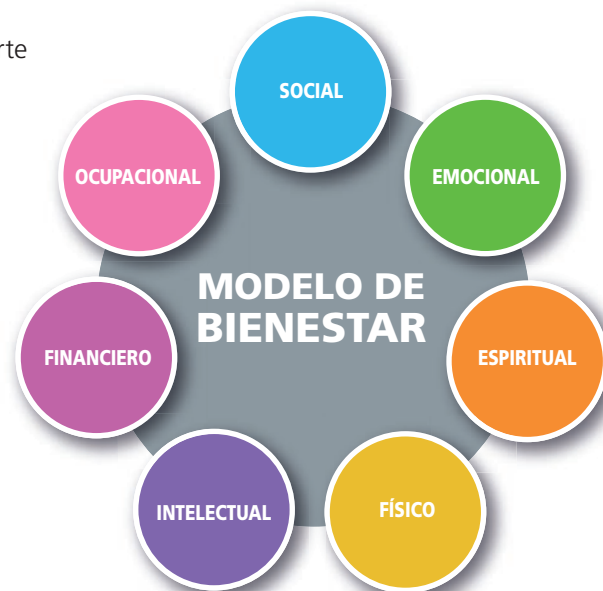 rte
SOCIAL
OCUPACIONAL
EMOCIONAL
MODELO DE
BIENESTAR
FINANCIERO
ESPIRITUAL
INTELECTUAL
FÍSICO